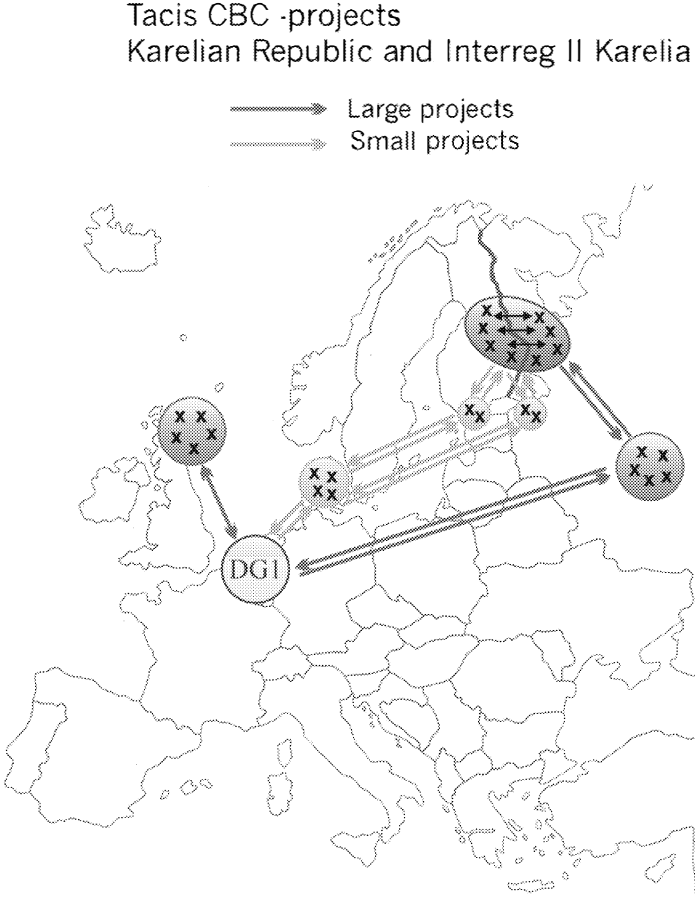 Tacis CBC -projects
Karelian Republic and Interreg II Karelia
Large projects
Small projects
x x
x x
x x
x x
x x
x x
x x
x x
x x
x x
x x x
x x
x x
DG1